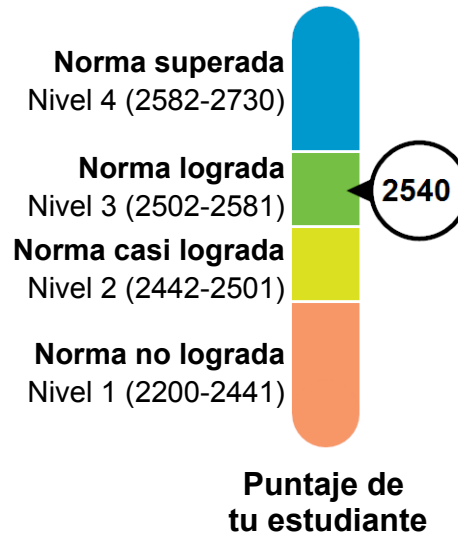 Norma superada
Nivel 4 (2582-2730)
Norma lograda
Nivel 3 (2502-2581)
2540
Norma casi lograda
Nivel 2 (2442-2501)
Norma no lograda
Nivel 1 (2200-2441)
Puntaje de
tu estudiante